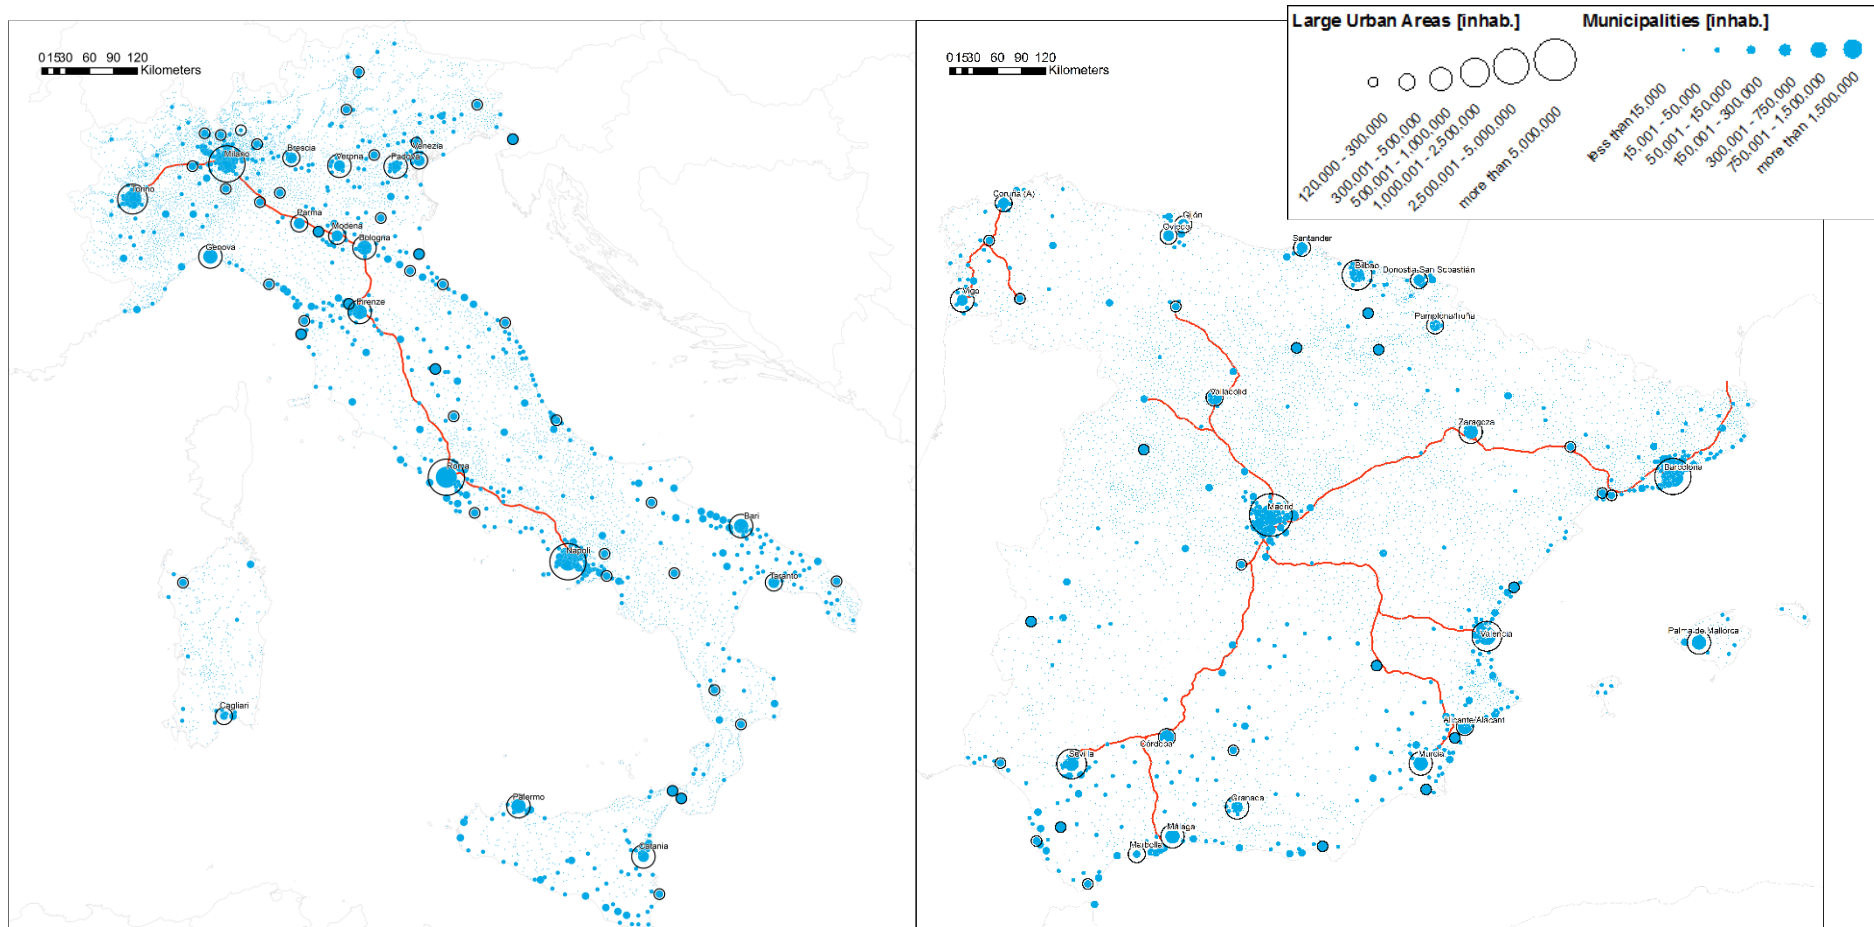 Large Urban Areas [inhab.]
Municipalities [inhab.]
120.000 - 300.000
300.001 - 500.000
500.001 - 1.000.000
1.000.001 - 2.500.000
2.500.001 - 5.000.000
more than 5.000.000
less than 15.000
15.001 - 50.000
50.001 - 150.000
150.001 - 300.000
300.001 - 750.000
750.001 - 1.500.000
more than 1.500.000
0 15 30 60 90 120
Kilometers
Milano
Brescia
Verona
Padova
Venezia
Torino
Parma
Modena
Bologna
Genova
Firenze
Roma
Napoli
Bari
Taranto
Cagliari
Palermo
Catania
0 15 30 60 90 120
Kilometers
Coruña (A)
Gijón
Oviedo
Santander
Bilbao
Donostia-San Sebastián
Vigo
Pamplona/Iruña
Valladolid
Zaragoza
Barcelona
Madrid
Valencia
Palma de Mallorca
Alicante/Alacant
Córdoba
Sevilla
Murcia
Granada
Málaga
Marbella